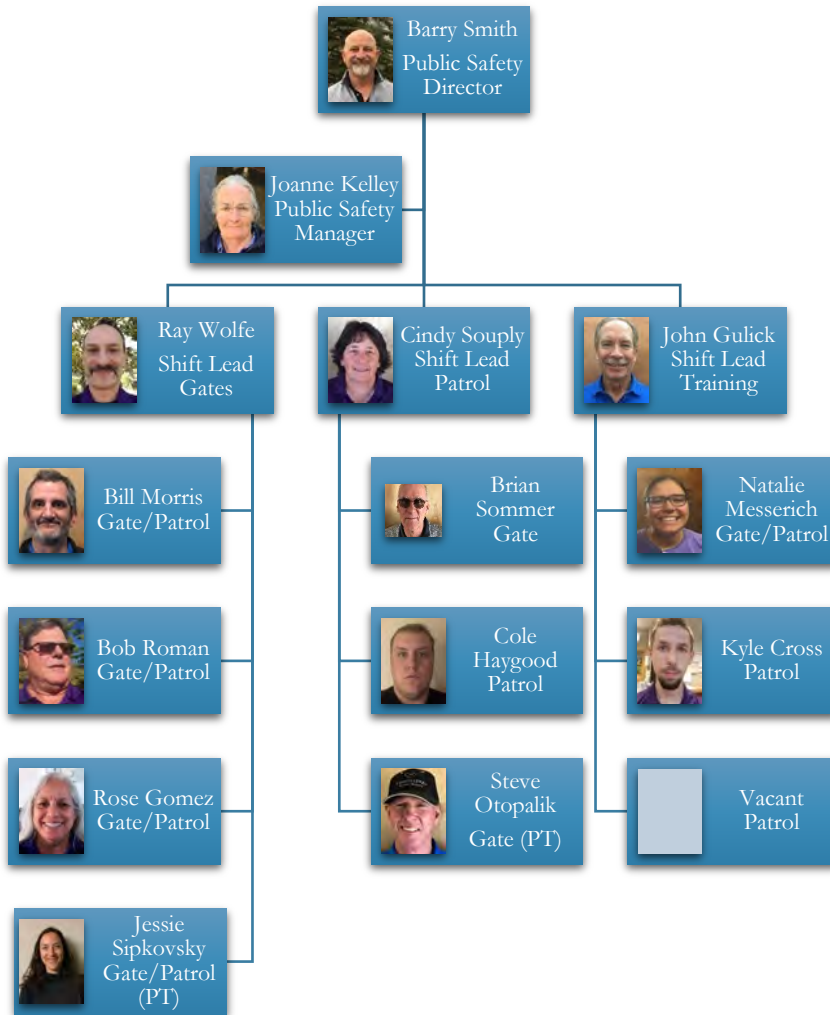 Barry Smith
Public Safety
Director
Joanne Kelley
Public Safety
Manager
Ray Wolfe
Shift Lead
Gates
Cindy Souply
Shift Lead
Patrol
John Gulick
Shift Lead
Training
Bill Morris
Gate/Patrol
Brian
Sommer
Gate
Natalie
Messerich
Gate/Patrol
Bob Roman
Gate/Patrol
Cole
Haygood
Patrol
Kyle Cross
Patrol
Rose Gomez
Gate/Patrol
Steve
Otopalik
Gate (PT)
Vacant
Patrol
Jessie
Sipkovsky
Gate/Patrol
(PT)